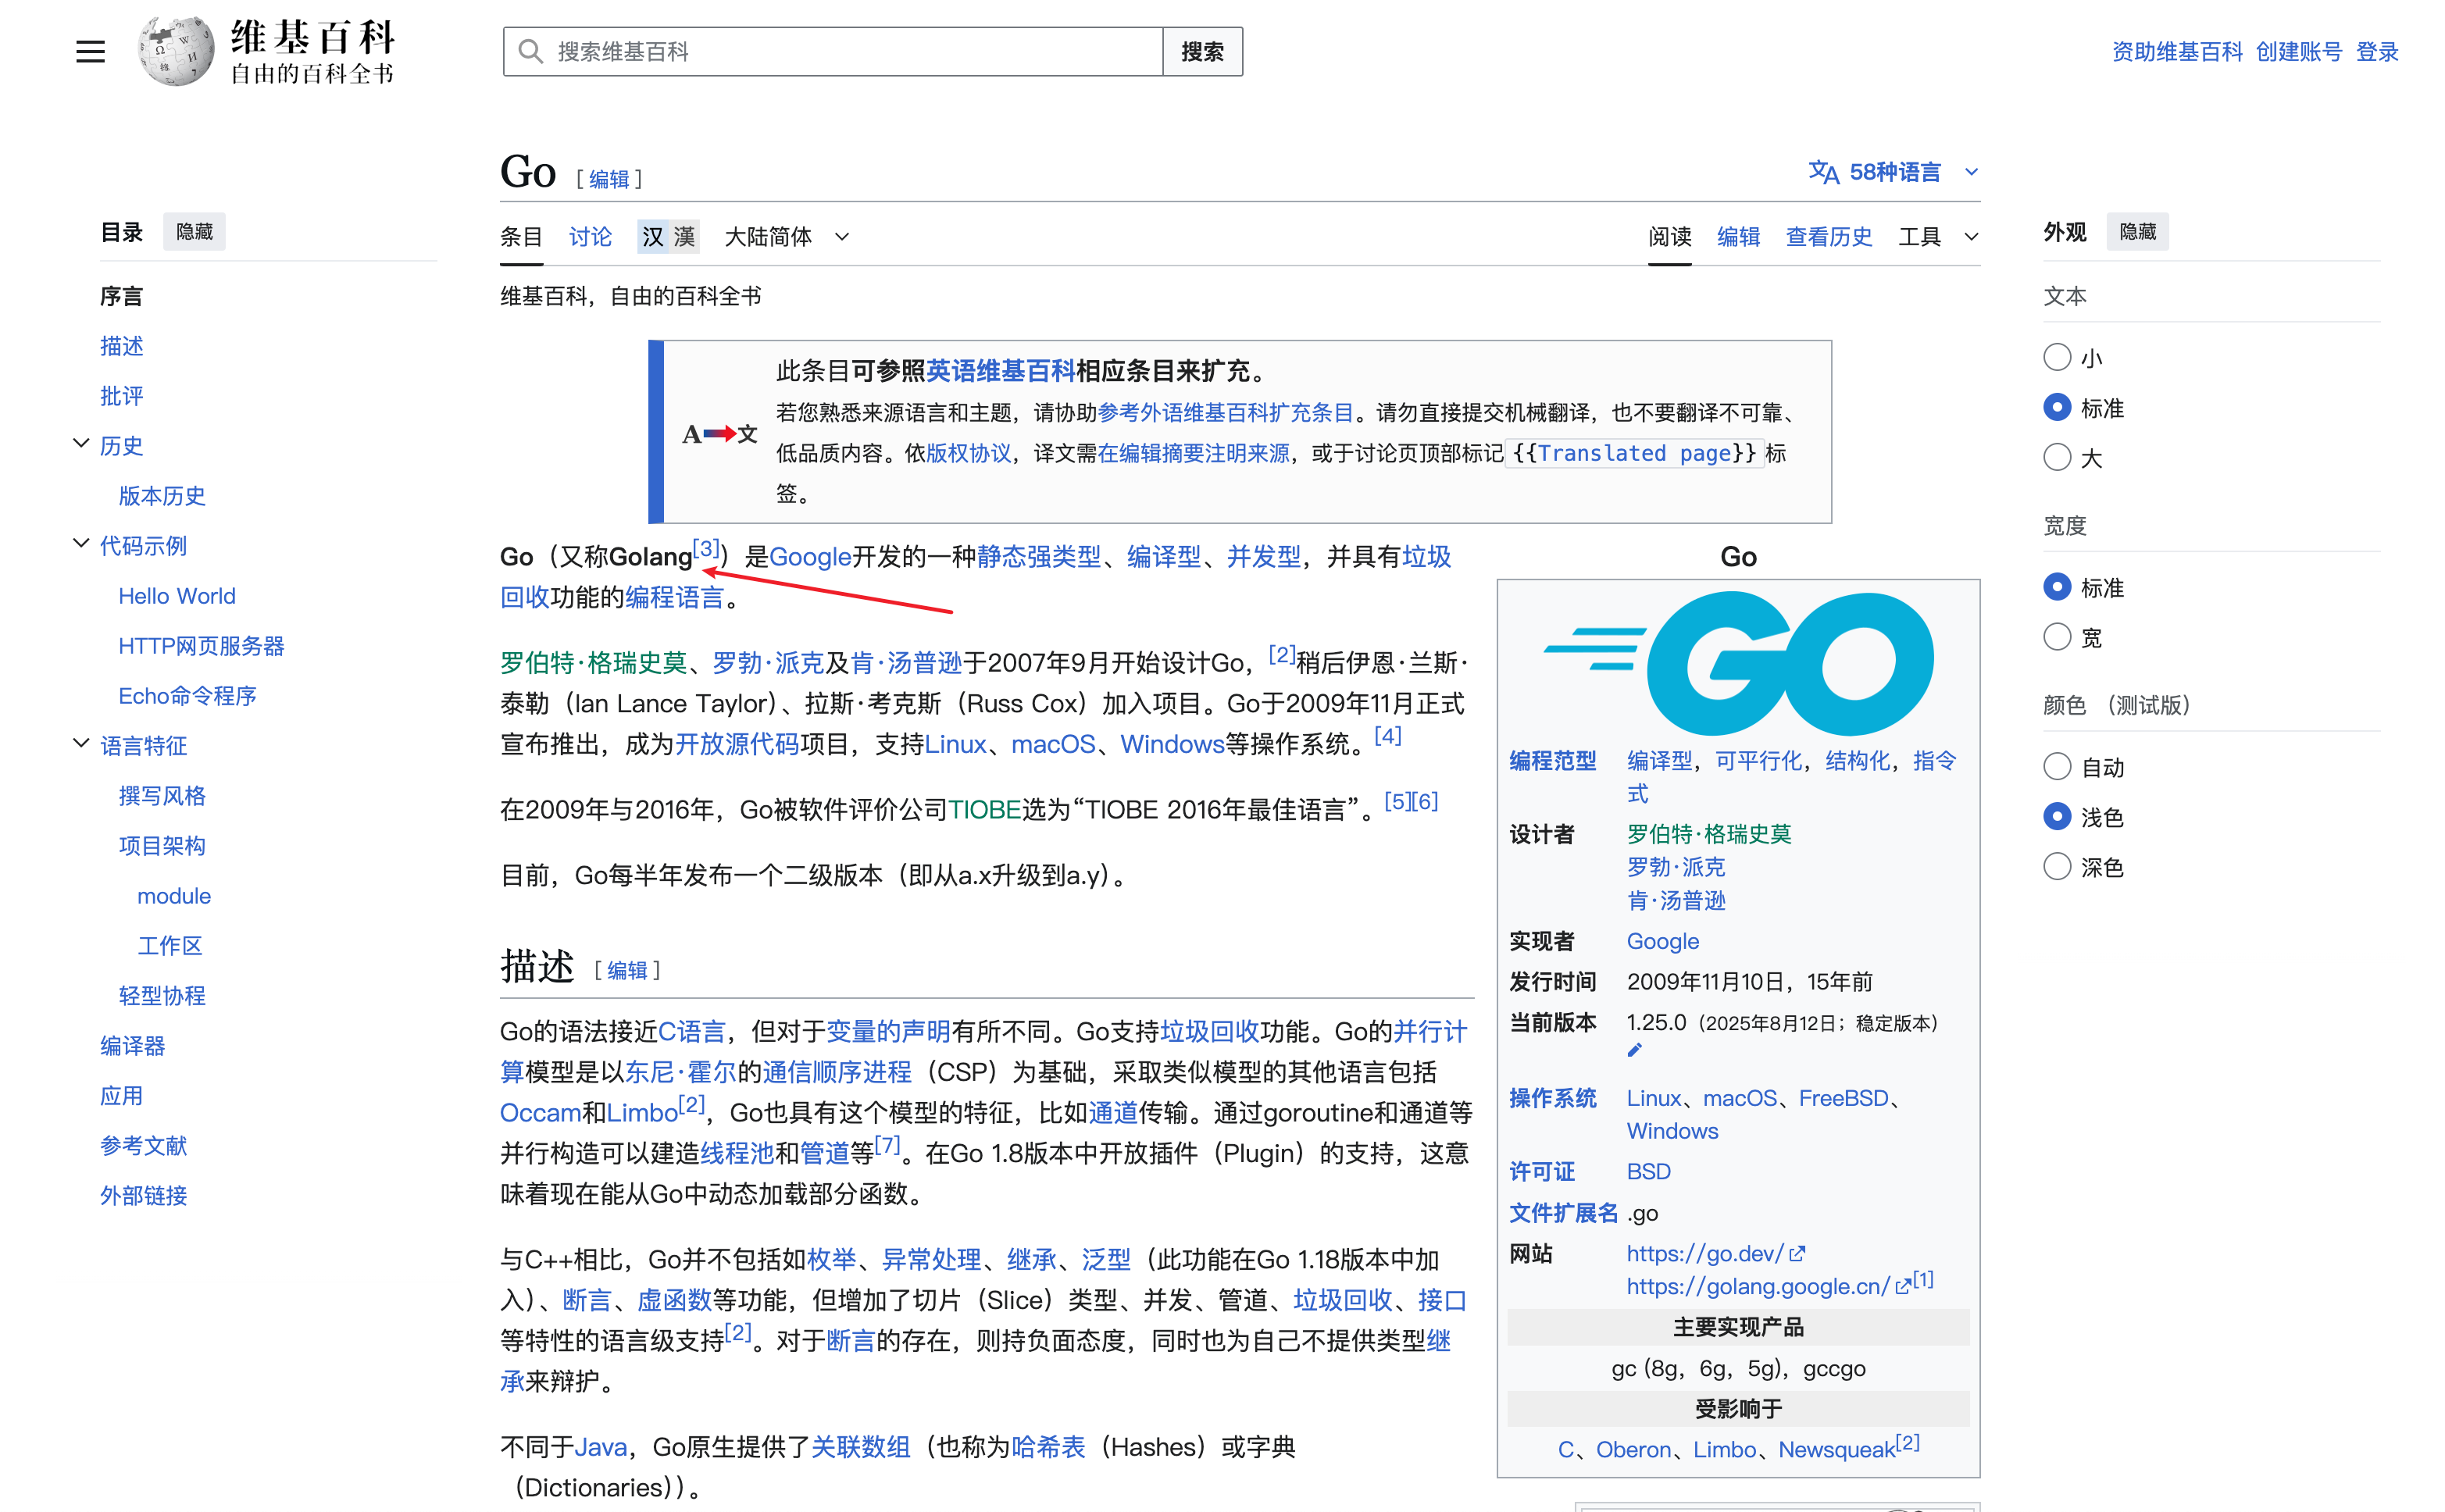 维基百科
自由的百科全书
搜索维基百科
搜索
资助维基百科 创建账号 登录
目录 隐藏
序言
描述
批评
历史
版本历史
代码示例
Hello World
HTTP网页服务器
Echo命令程序
语言特征
撰写风格
项目架构
module
工作区
轻型协程
编译器
应用
参考文献
外部链接
Go [编辑]
文A 58种语言
条目 讨论 汉 漢 大陆简体
阅读 编辑 查看历史 工具
维基百科，自由的百科全书
A文
此条目可参照英语维基百科相应条目来扩充。
若您熟悉来源语言和主题，请协助参考外语维基百科扩充条目。请勿直接提交机械翻译，也不要翻译不可靠、
低品质内容。依版权协议，译文需在编辑摘要注明来源，或于讨论页顶部标记{{Translated page}}标
签。
Go（又称Golang[3]）是Google开发的一种静态强类型、编译型、并发型，并具有垃圾
回收功能的编程语言。
罗伯特·格瑞史莫、罗勃·派克及肯·汤普逊于2007年9月开始设计Go，[2]稍后伊恩·兰斯·
泰勒（Ian Lance Taylor）、拉斯·考克斯（Russ Cox）加入项目。Go于2009年11月正式
宣布推出，成为开放源代码项目，支持Linux、macOS、Windows等操作系统。[4]
在2009年与2016年，Go被软件评价公司TIOBE选为“TIOBE 2016年最佳语言”。[5][6]
目前，Go每半年发布一个二级版本（即从a.x升级到a.y）。
描述 [编辑]
Go的语法接近C语言，但对于变量的声明有所不同。Go支持垃圾回收功能。Go的并行计
算模型是以东尼·霍尔的通信顺序进程（CSP）为基础，采取类似模型的其他语言包括
Occam和Limbo[2]，Go也具有这个模型的特征，比如通道传输。通过goroutine和通道等
并行构造可以建造线程池和管道等[7]。在Go 1.8版本中开放插件（Plugin）的支持，这意
味着现在能从Go中动态加载部分函数。
与C++相比，Go并不包括如枚举、异常处理、继承、泛型（此功能在Go 1.18版本中加
入）、断言、虚函数等功能，但增加了切片（Slice）类型、并发、管道、垃圾回收、接口
等特性的语言级支持[2]。对于断言的存在，则持负面态度，同时也为自己不提供类型继
承来辩护。
不同于Java，Go原生提供了关联数组（也称为哈希表（Hashes）或字典
（Dictionaries））。
Go
GO
编程范型 编译型，可平行化，结构化，指令
式
设计者 罗伯特·格瑞史莫
罗勃·派克
肯·汤普逊
实现者 Google
发行时间 2009年11月10日，15年前
当前版本 1.25.0（2025年8月12日；稳定版本）
操作系统 Linux、macOS、FreeBSD、
Windows
许可证 BSD
文件扩展名 .go
网站 https://go.dev/
https://golang.google.cn/[1]
主要实现产品
gc (8g，6g，5g)，gccgo
受影响于
C、Oberon、Limbo、Newsqueak[2]
外观 隐藏
文本
小
标准
大
宽度
标准
宽
颜色 （测试版）
自动
浅色
深色